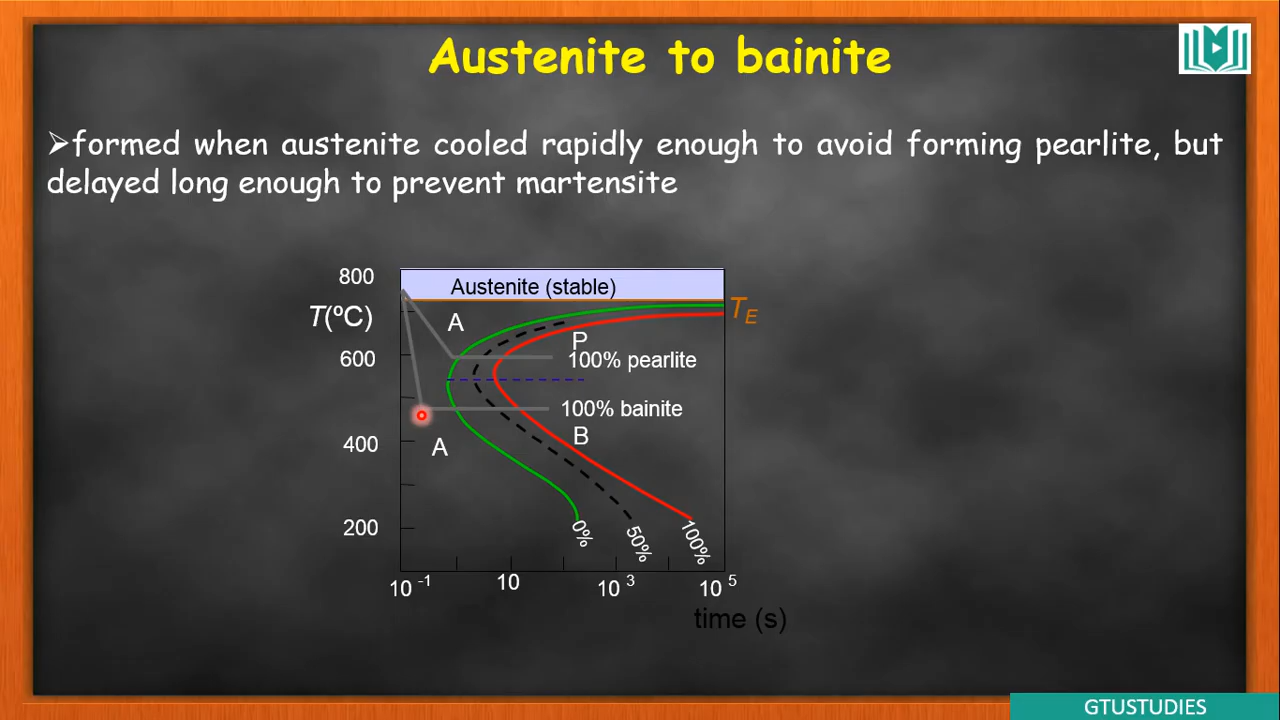 Austenite to bainite
➢formed when austenite cooled rapidly enough to avoid forming pearlite, but
delayed long enough to prevent martensite
800
Austenite (stable)
T(ºC)
A
T_E
P
600
100% pearlite
100% bainite
B
400
A
200
0%
50%
100%
10 -1
10
10 3
10 5
time (s)
GTUSTUDIES